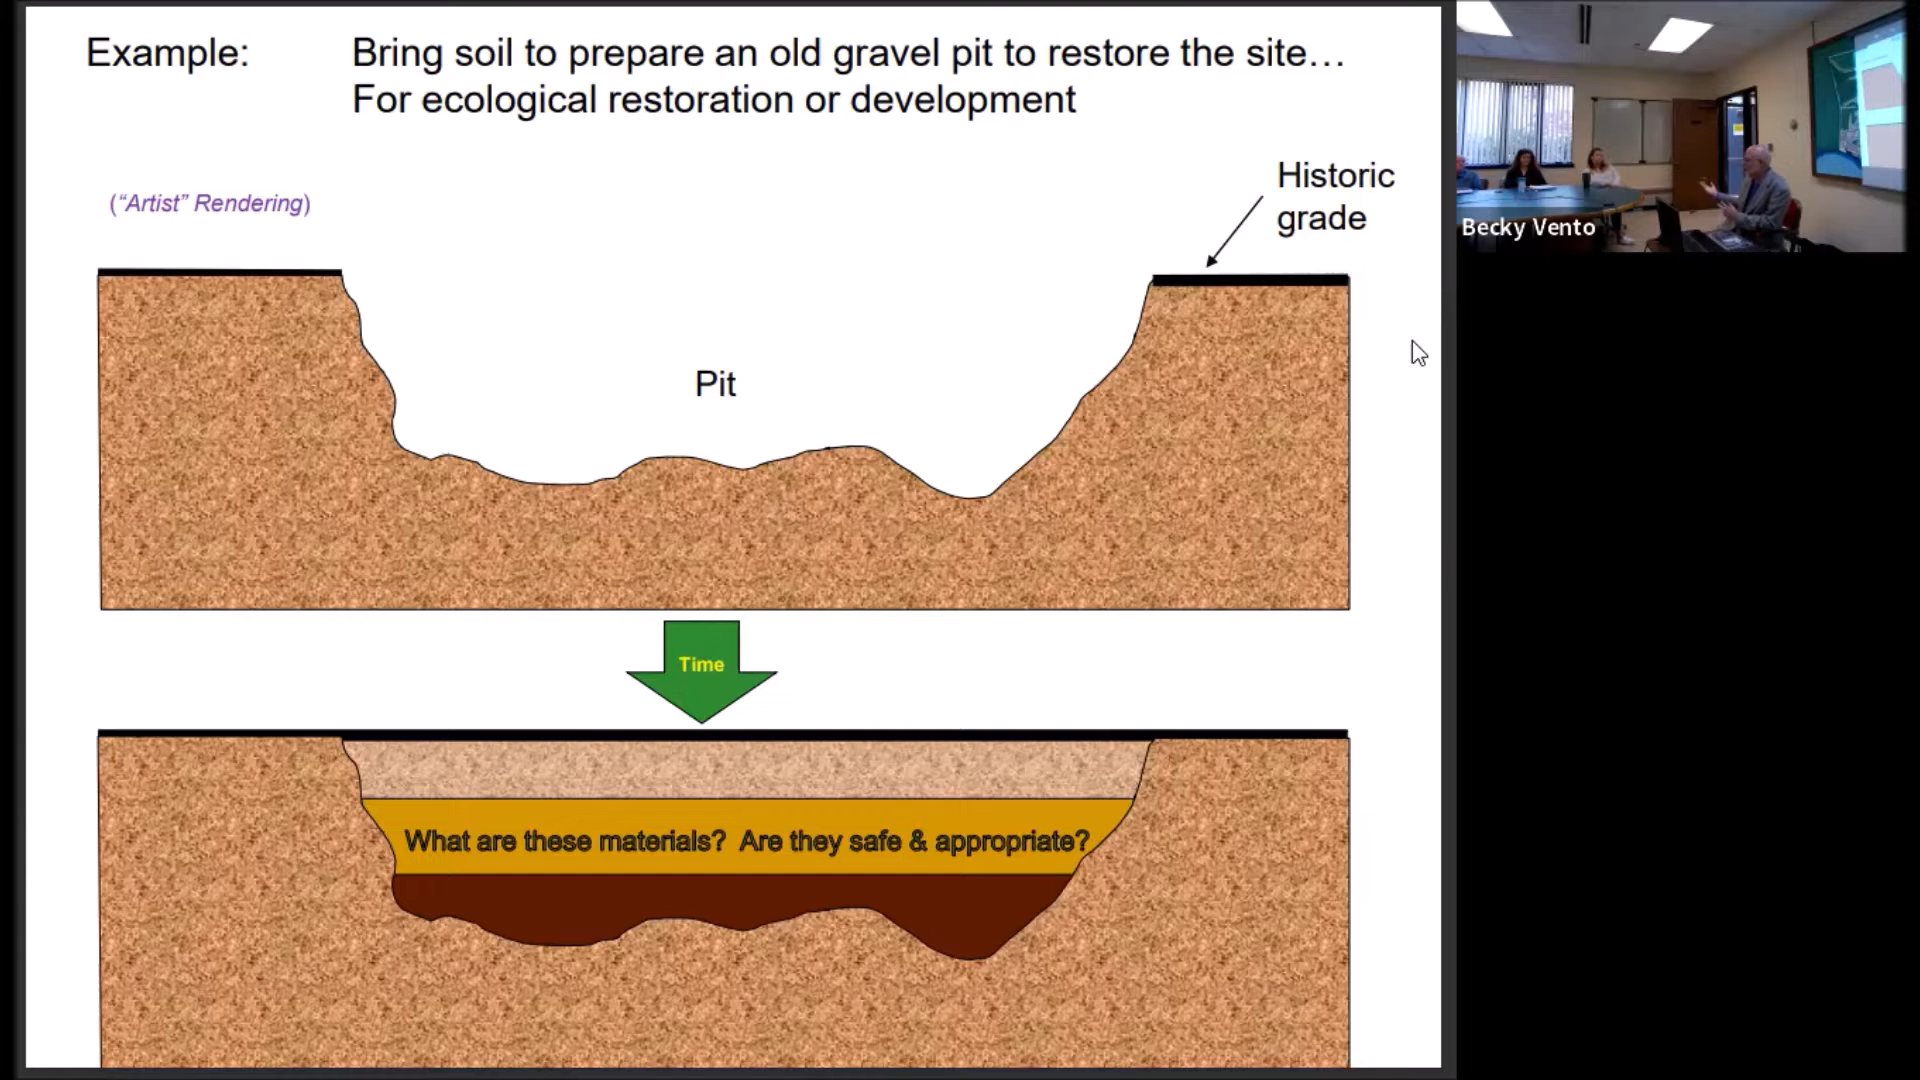 Example: Bring soil to prepare an old gravel pit to restore the site…
For ecological restoration or development
(“Artist” Rendering)
Historic
grade
Pit
Time
What are these materials? Are they safe & appropriate?
Becky Vento